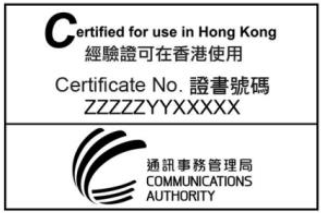 Certified for use in Hong Kong
經驗證可在香港使用
Certificate No. 證書號碼
ZZZZZYYXXXXX
通訊事務管理局
COMMUNICATIONS
AUTHORITY